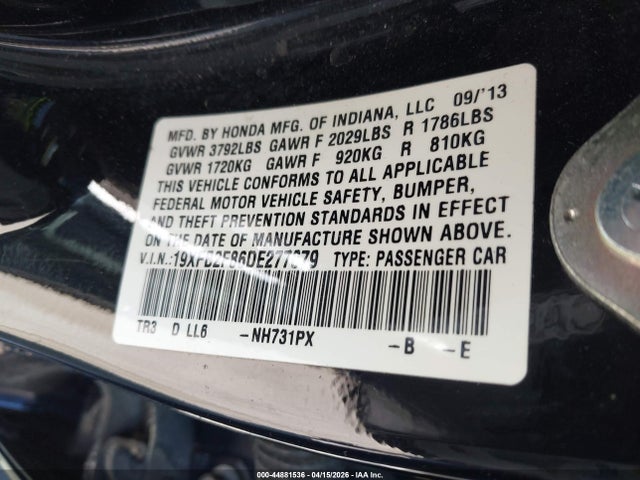 MFD. BY HONDA MFG. OF INDIANA, LLC 09/'13
GVWR 3792LBS GAWR F 2029LBS R 1786LBS
GVWR 1720KG GAWR F 920KG R 810KG
THIS VEHICLE CONFORMS TO ALL APPLICABLE
FEDERAL MOTOR VEHICLE SAFETY, BUMPER,
AND THEFT PREVENTION STANDARDS IN EFFECT
ON THE DATE OF MANUFACTURE SHOWN ABOVE.
V.I.N.: TYPE: PASSENGER CAR
TR3 D LL6 -NH731PX -B -E
000-44881536 - 04/15/2026 - IAA Inc.